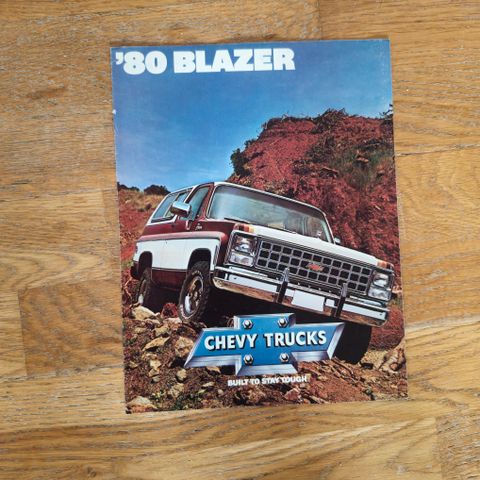 '80 BLAZER
CHEVY TRUCKS
BUILT TO STAY TOUGH